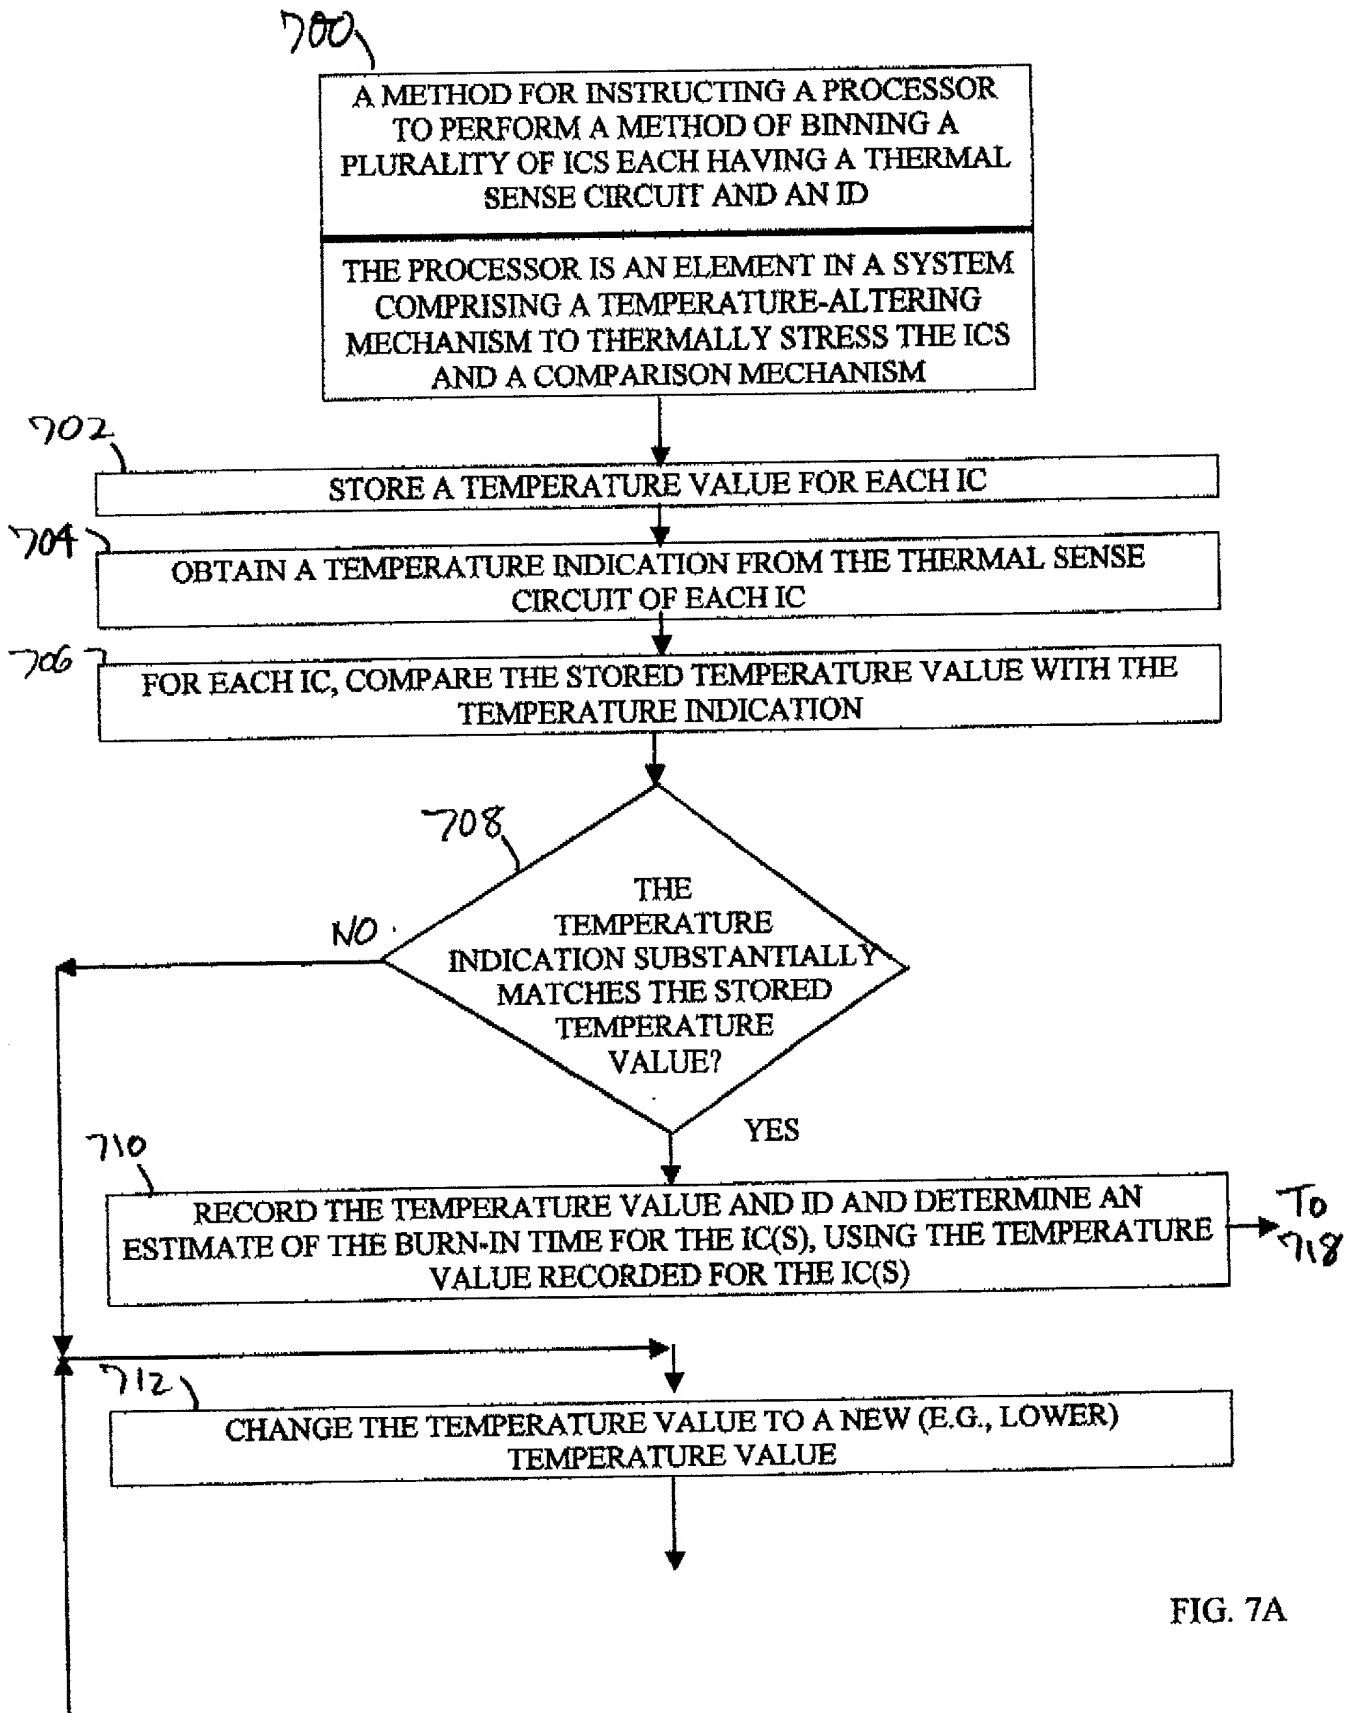 700
A METHOD FOR INSTRUCTING A PROCESSOR
TO PERFORM A METHOD OF BINNING A
PLURALITY OF ICS EACH HAVING A THERMAL
SENSE CIRCUIT AND AN ID
THE PROCESSOR IS AN ELEMENT IN A SYSTEM
COMPRISING A TEMPERATURE-ALTERING
MECHANISM TO THERMALLY STRESS THE ICS
AND A COMPARISON MECHANISM
702
STORE A TEMPERATURE VALUE FOR EACH IC
704
OBTAIN A TEMPERATURE INDICATION FROM THE THERMAL SENSE
CIRCUIT OF EACH IC
706
FOR EACH IC, COMPARE THE STORED TEMPERATURE VALUE WITH THE
TEMPERATURE INDICATION
708
THE
TEMPERATURE
INDICATION SUBSTANTIALLY
MATCHES THE STORED
TEMPERATURE
VALUE?
NO
YES
710
RECORD THE TEMPERATURE VALUE AND ID AND DETERMINE AN
ESTIMATE OF THE BURN-IN TIME FOR THE IC(S), USING THE TEMPERATURE
VALUE RECORDED FOR THE IC(S)
TO
718
712
CHANGE THE TEMPERATURE VALUE TO A NEW (E.G., LOWER)
TEMPERATURE VALUE
FIG. 7A